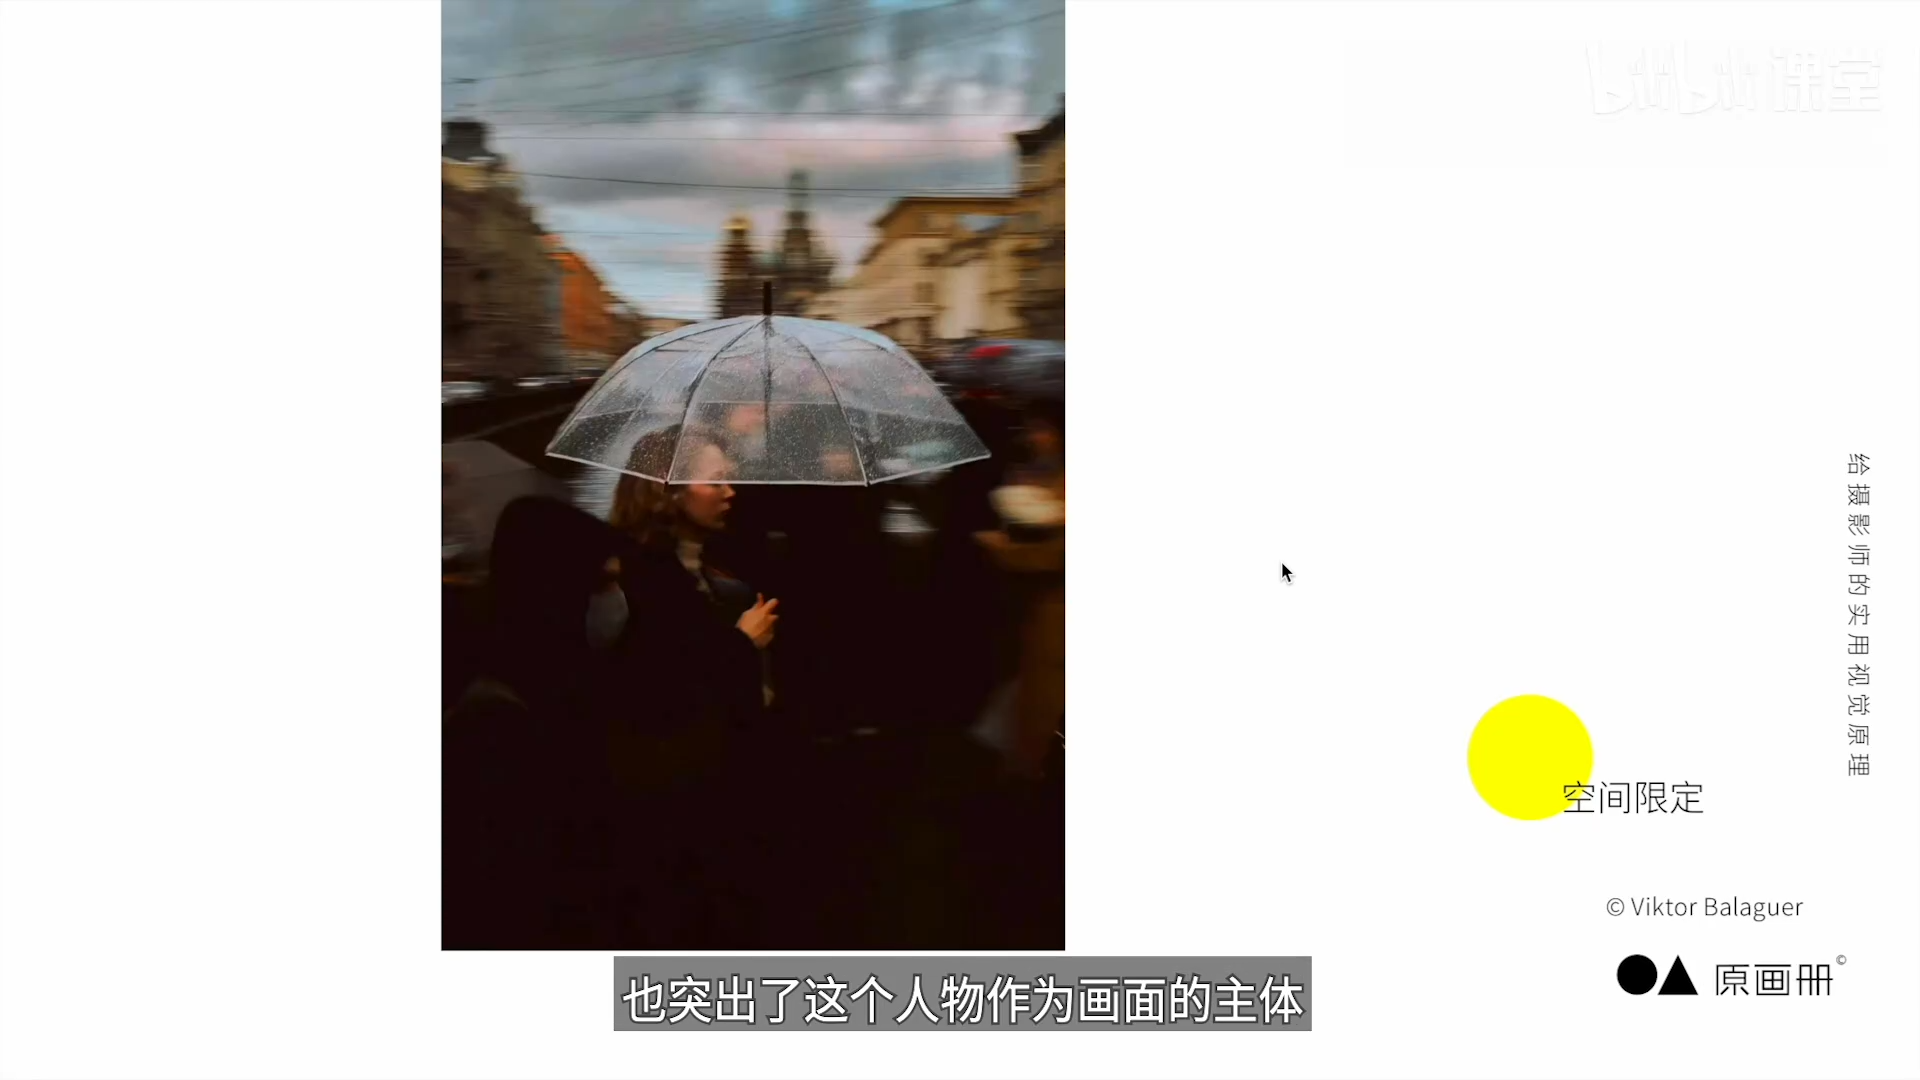 bilibili课堂
给摄影师的实用视觉原理
空间限定
© Viktor Balaguer
原画册©
也突出了这个人物作为画面的主体